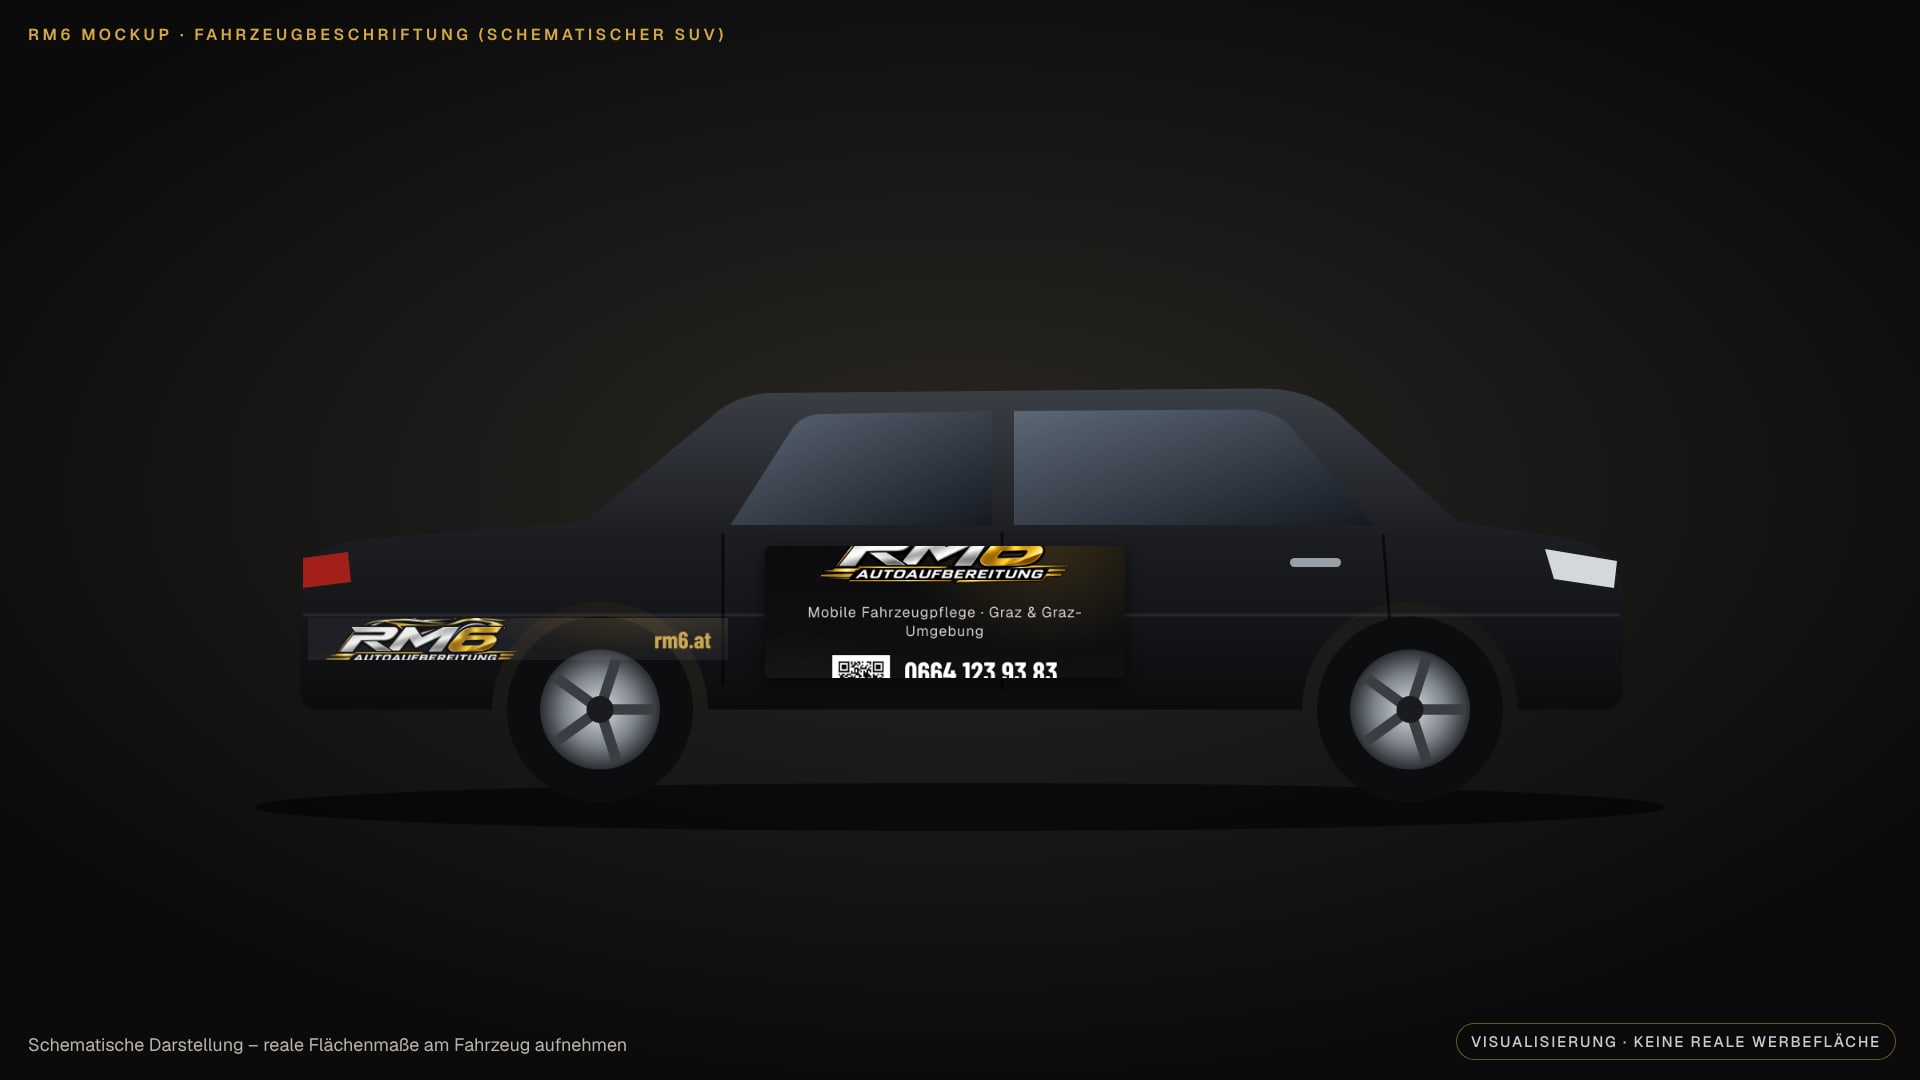 RM6 MOCKUP · FAHRZEUGBESCHRIFTUNG (SCHEMATISCHER SUV)
RM6
AUTOAUFBEREITUNG
Mobile Fahrzeugpflege · Graz & Graz-
Umgebung
0664 123 93 83
RM6
AUTOAUFBEREITUNG
rm6.at
Schematische Darstellung – reale Flächenmaße am Fahrzeug aufnehmen
VISUALISIERUNG · KEINE REALE WERBEFLÄCHE